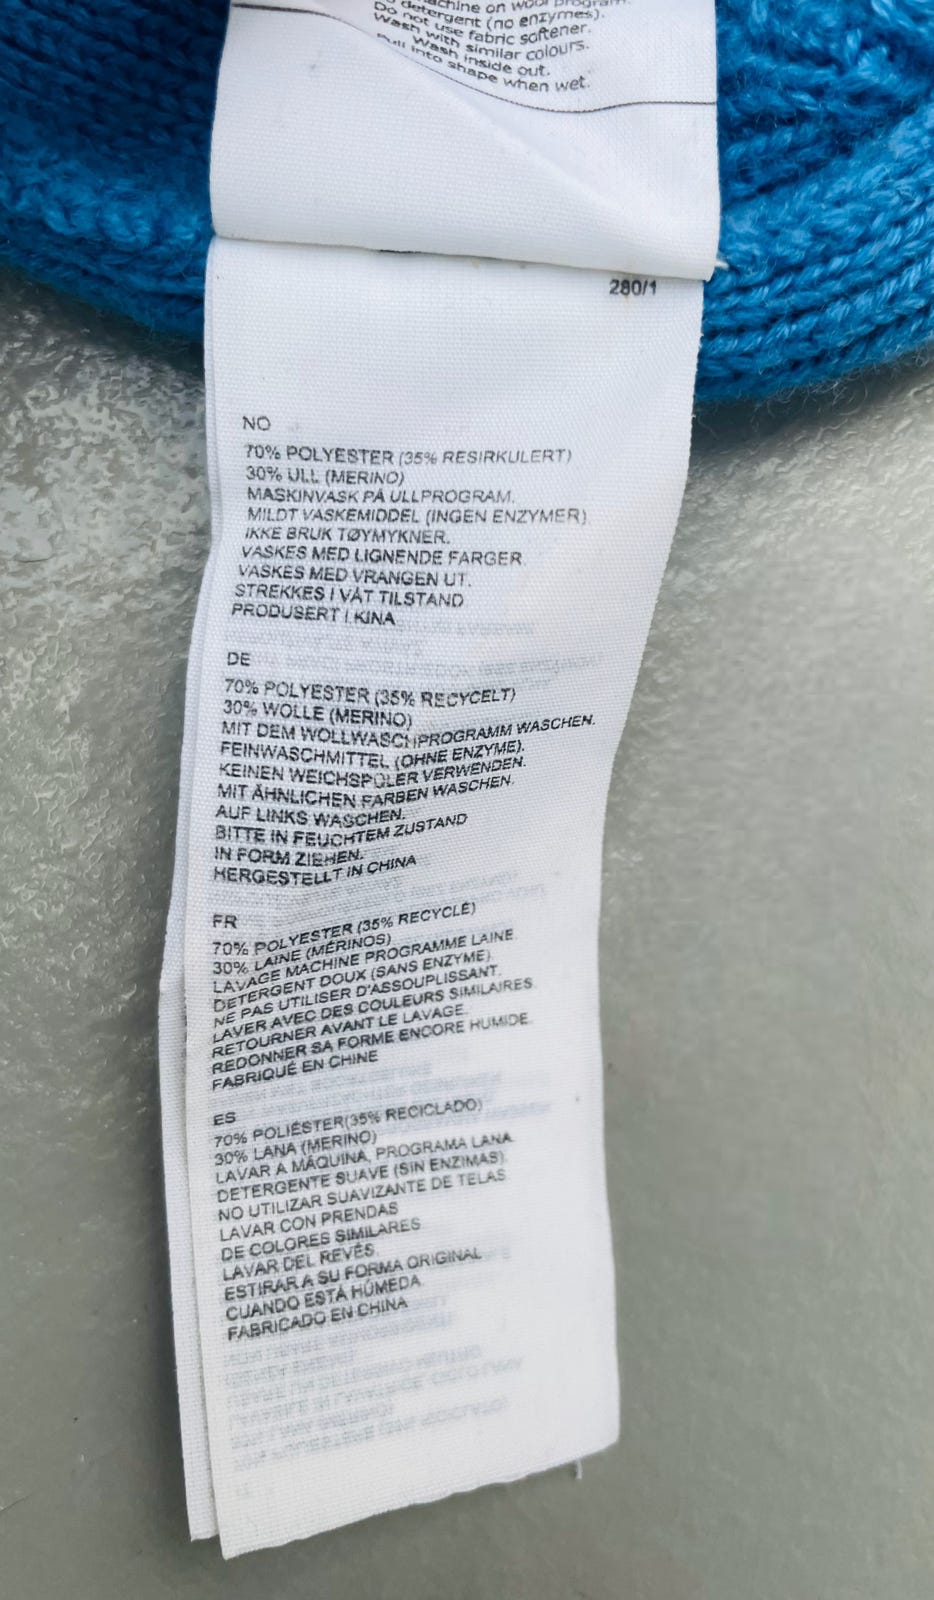 machine on wool program.
detergent (no enzymes).
Do not use fabric softener.
Wash with similar colours.
Wash inside out.
Pull into shape when wet.
280/1
NO
70% POLYESTER (35% RESIRKULERT)
30% ULL (MERINO)
MASKINVASK PÅ ULLPROGRAM.
MILDT VASKEMIDDEL (INGEN ENZYMER)
IKKE BRUK TØYMYKNER.
VASKES MED LIGNENDE FARGER
VASKES MED VRANGEN UT.
STREKKES I VÅT TILSTAND
PRODUSERT I KINA
DE
70% POLYESTER (35% RECYCELT)
30% WOLLE (MERINO)
MIT DEM WOLLWASCHPROGRAMM WASCHEN.
FEINWASCHMITTEL (OHNE ENZYME).
KEINEN WEICHSPÜLER VERWENDEN.
MIT ÄHNLICHEN FARBEN WASCHEN.
AUF LINKS WASCHEN.
BITTE IN FEUCHTEM ZUSTAND
IN FORM ZIEHEN.
HERGESTELLT IN CHINA
FR
70% POLYESTER (35% RECYCLÉ)
30% LAINE (MÉRINOS)
LAVAGE MACHINE PROGRAMME LAINE
DETERGENT DOUX (SANS ENZYME)
NE PAS UTILISER D'ASSOUPLISSANT.
LAVER AVEC DES COULEURS SIMILAIRES
RETOURNER AVANT LE LAVAGE.
REDONNER SA FORME ENCORE HUMIDE.
FABRIQUÉ EN CHINE
ES
70% POLIÉSTER(35% RECICLADO)
30% LANA (MERINO)
LAVAR A MÁQUINA, PROGRAMA LANA
DETERGENTE SUAVE (SIN ENZIMAS)
NO UTILIZAR SUAVIZANTE DE TELAS
LAVAR CON PRENDAS
DE COLORES SIMILARES
LAVAR DEL REVÉS
ESTIRAR A SU FORMA ORIGINAL
CUANDO ESTÁ HÚMEDA
FABRICADO EN CHINA